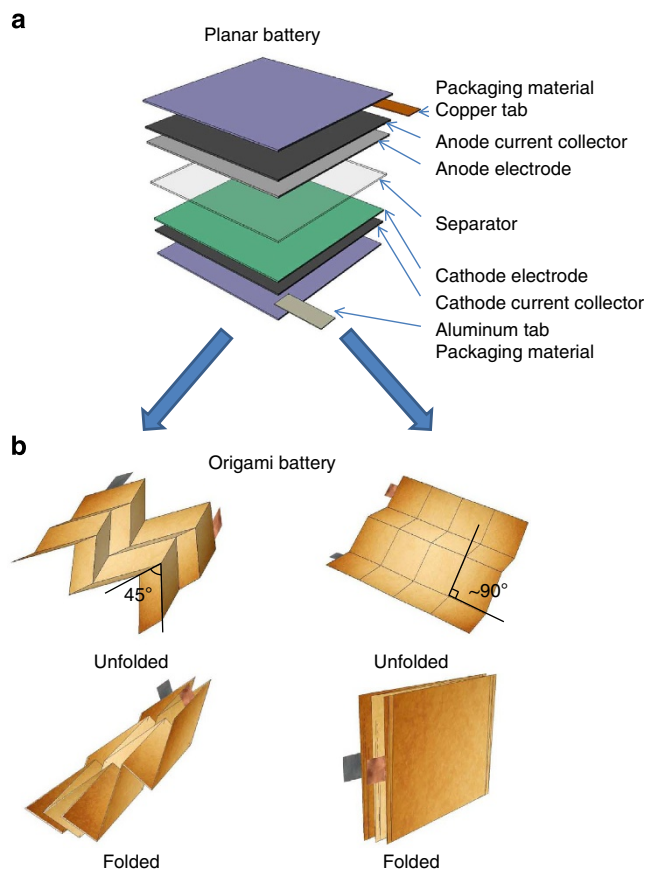 a
Planar battery
Packaging material
Copper tab
Anode current collector
Anode electrode
Separator
Cathode electrode
Cathode current collector
Aluminum tab
Packaging material
b
Origami battery
45°
~90°
Unfolded
Unfolded
Folded
Folded